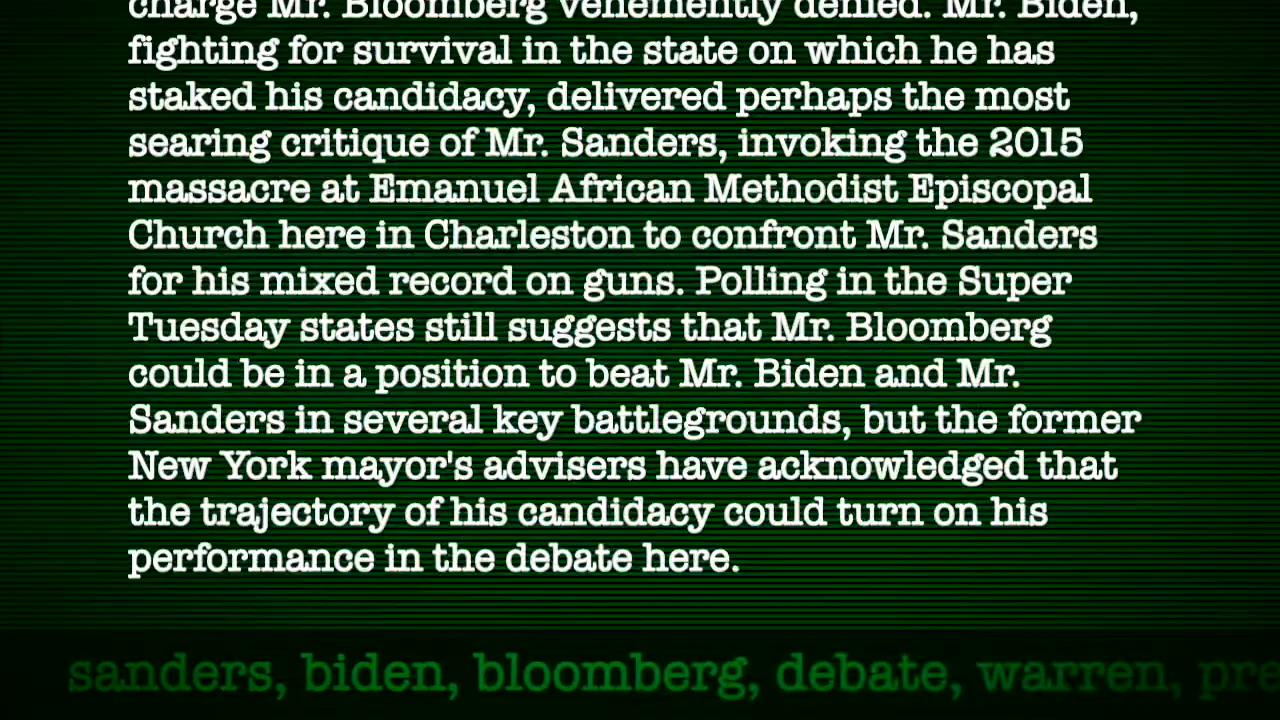 charge Mr. Bloomberg vehemently denied. Mr. Biden,
fighting for survival in the state on which he has
staked his candidacy, delivered perhaps the most
searing critique of Mr. Sanders, invoking the 2015
massacre at Emanuel African Methodist Episcopal
Church here in Charleston to confront Mr. Sanders
for his mixed record on guns. Polling in the Super
Tuesday states still suggests that Mr. Bloomberg
could be in a position to beat Mr. Biden and Mr.
Sanders in several key battlegrounds, but the former
New York mayor's advisers have acknowledged that
the trajectory of his candidacy could turn on his
performance in the debate here.
sanders, biden, bloomberg, debate, warren,